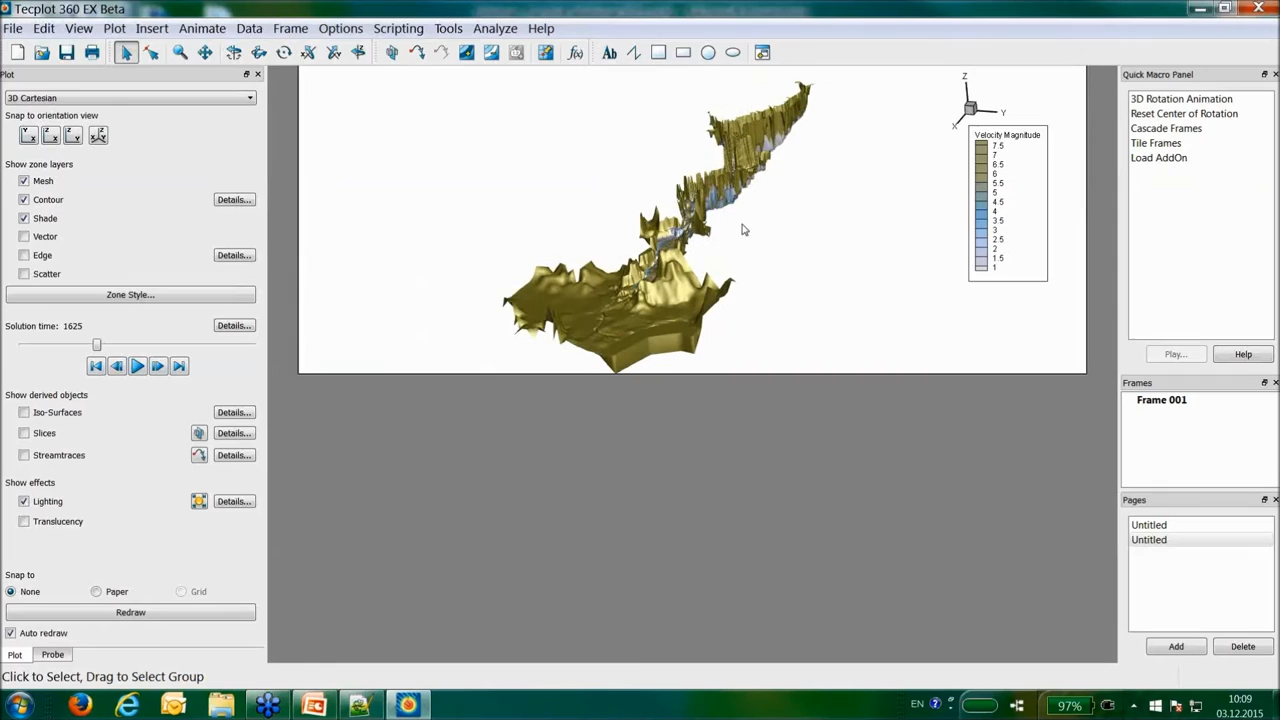 Tecplot 360 EX Beta
File Edit View Plot Insert Animate Data Frame Options Scripting Tools Analyze Help
Plot
3D Cartesian
Snap to orientation view
Show zone layers
Mesh
Contour Details...
Shade
Vector
Edge Details...
Scatter
Zone Style...
Solution time: 1625 Details...
Show derived objects
Iso-Surfaces Details...
Slices Details...
Streamtraces Details...
Show effects
Lighting Details...
Translucency
Snap to
None Paper Grid
Redraw
Auto redraw
Plot Probe
Click to Select, Drag to Select Group
Z
Y
X
Velocity Magnitude
7.5
7
6.5
6
5.5
5
4.5
4
3.5
3
2.5
2
1.5
1
Quick Macro Panel
3D Rotation Animation
Reset Center of Rotation
Cascade Frames
Tile Frames
Load AddOn
Play... Help
Frames
Frame 001
Pages
Untitled
Untitled
Add Delete
EN
97%
10:09
03.12.2015